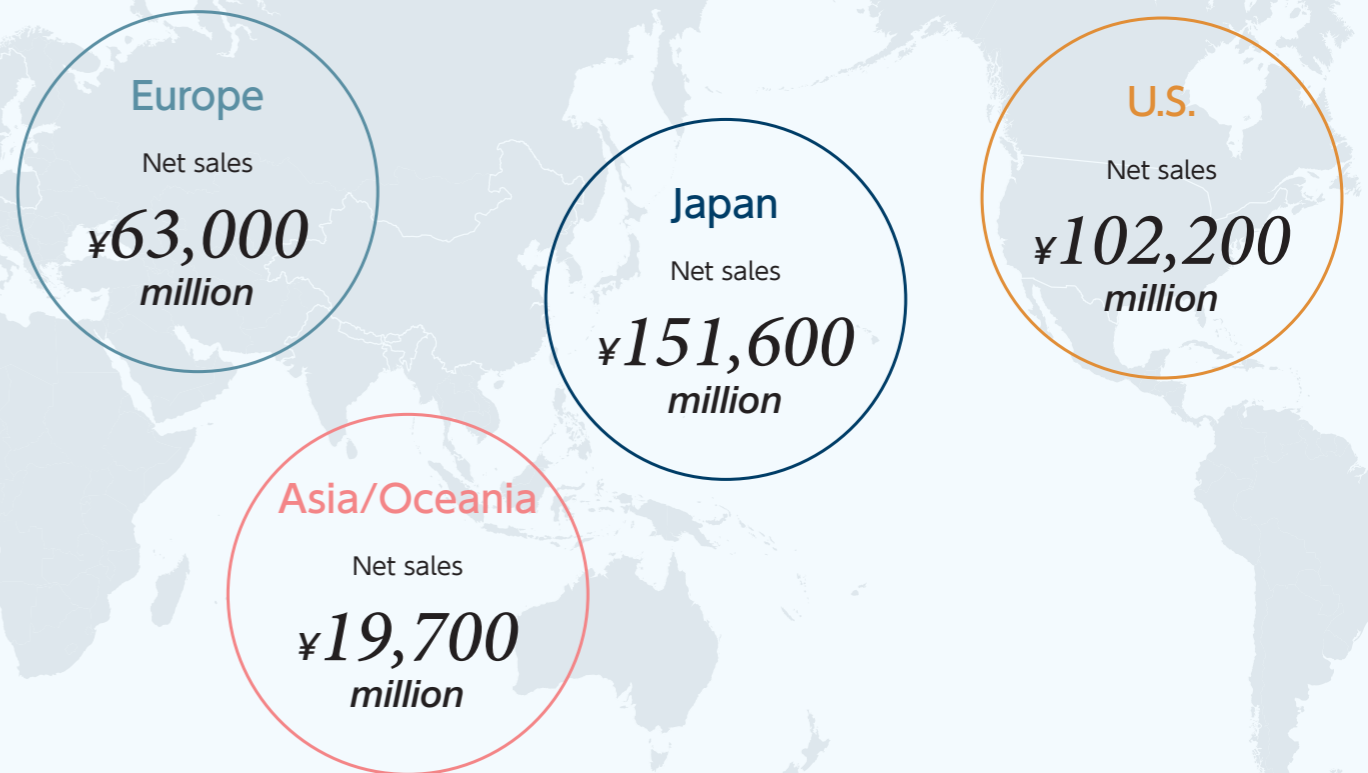 Europe
Net sales
¥63,000
million
Japan
Net sales
¥151,600
million
U.S.
Net sales
¥102,200
million
Asia/Oceania
Net sales
¥19,700
million